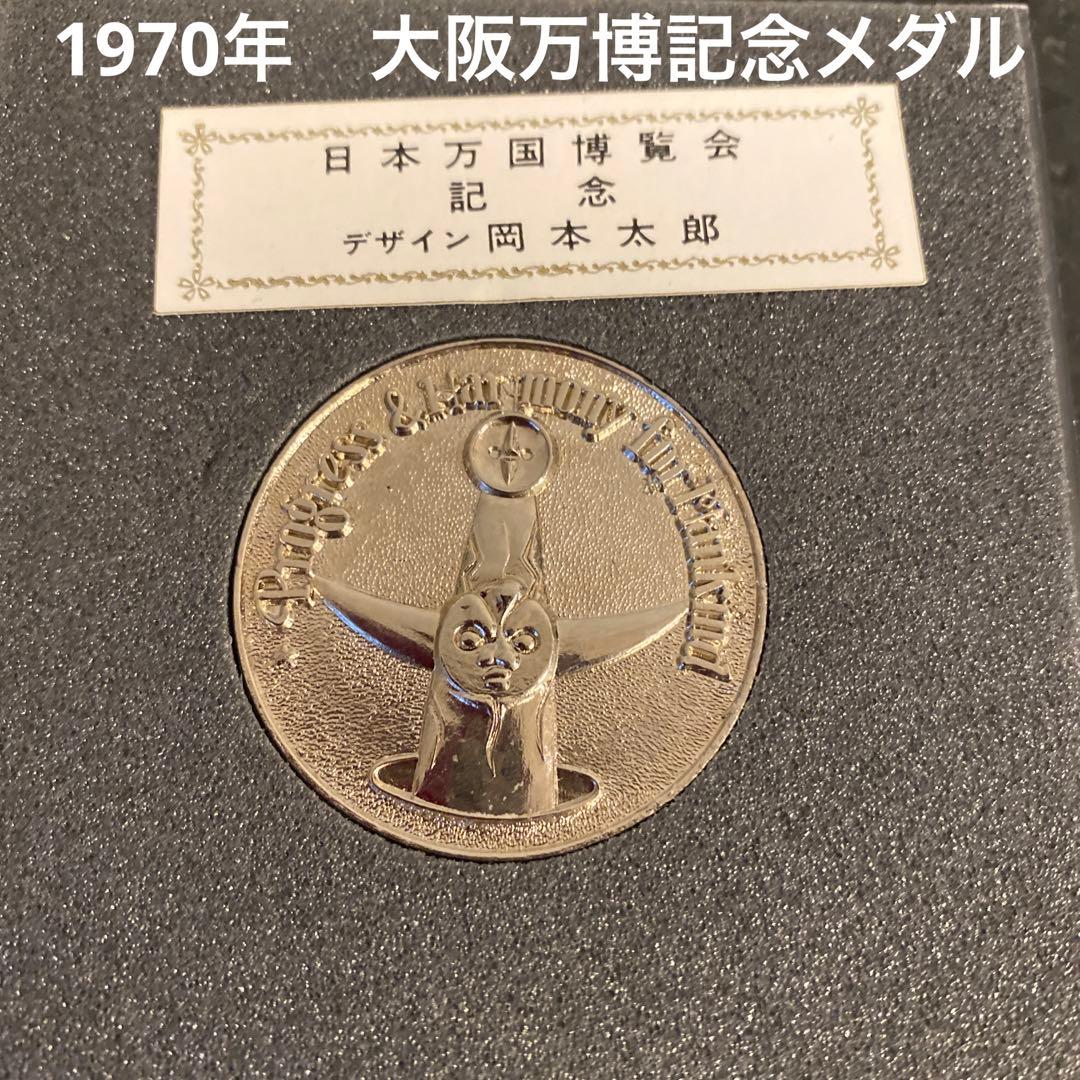 1970年　大阪万博記念メダル
日本万国博覧会
記念
デザイン 岡本太郎
Progress & Harmony for Mankind